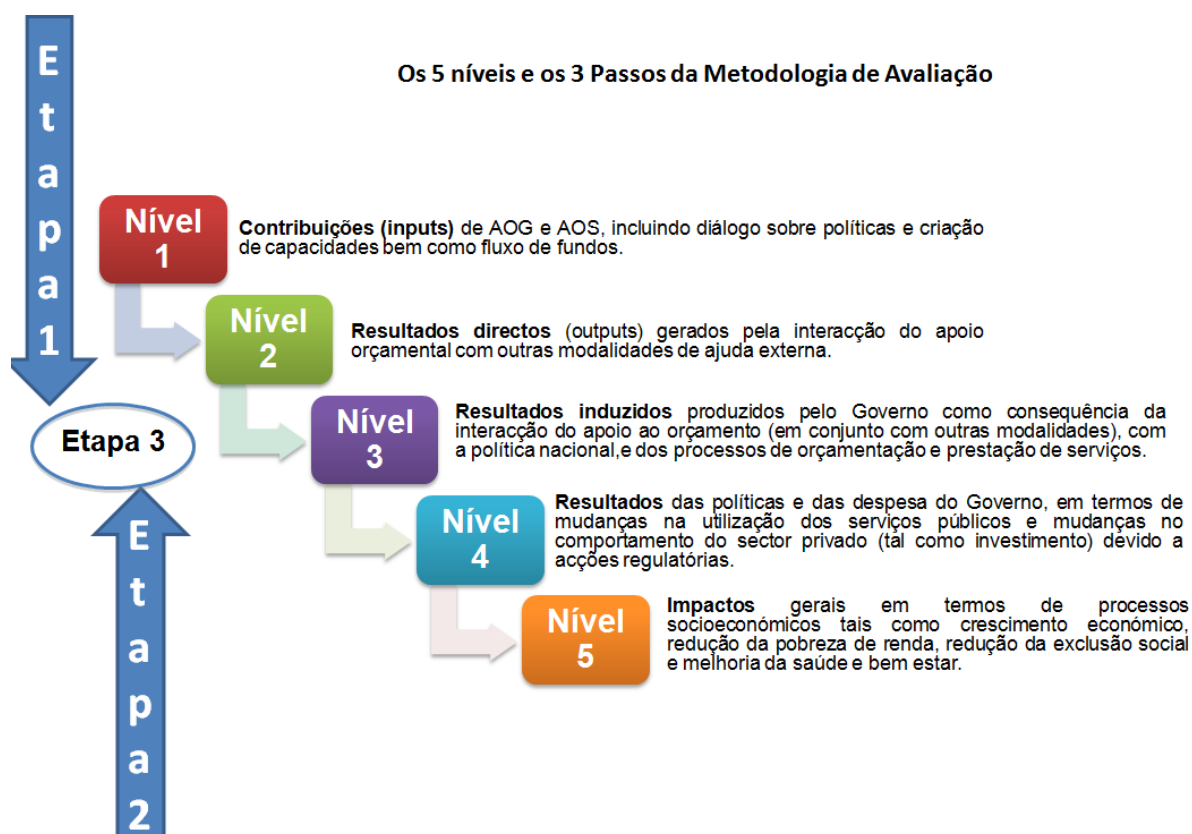 Os 5 níveis e os 3 Passos da Metodologia de Avaliação
Etapa1
Nível
1
Contribuições (inputs) de AOG e AOS, incluindo diálogo sobre políticas e criação
de capacidades bem como fluxo de fundos.
Nível
2
Resultados directos (outputs) gerados pela interacção do apoio
orçamental com outras modalidades de ajuda externa.
Etapa 3
Nível
3
Resultados induzidos produzidos pelo Governo como consequência da
interacção do apoio ao orçamento (em conjunto com outras modalidades), com
a política nacional,e dos processos de orçamentação e prestação de serviços.
Nível
4
Resultados das políticas e das despesa do Governo, em termos de
mudanças na utilização dos serviços públicos e mudanças no
comportamento do sector privado (tal como investimento) devido a
acções regulatórias.
Nível
5
Impactos gerais em termos de processos
socioeconómicos tais como crescimento económico,
redução da pobreza de renda, redução da exclusão social
e melhoria da saúde e bem estar.
Etapa2